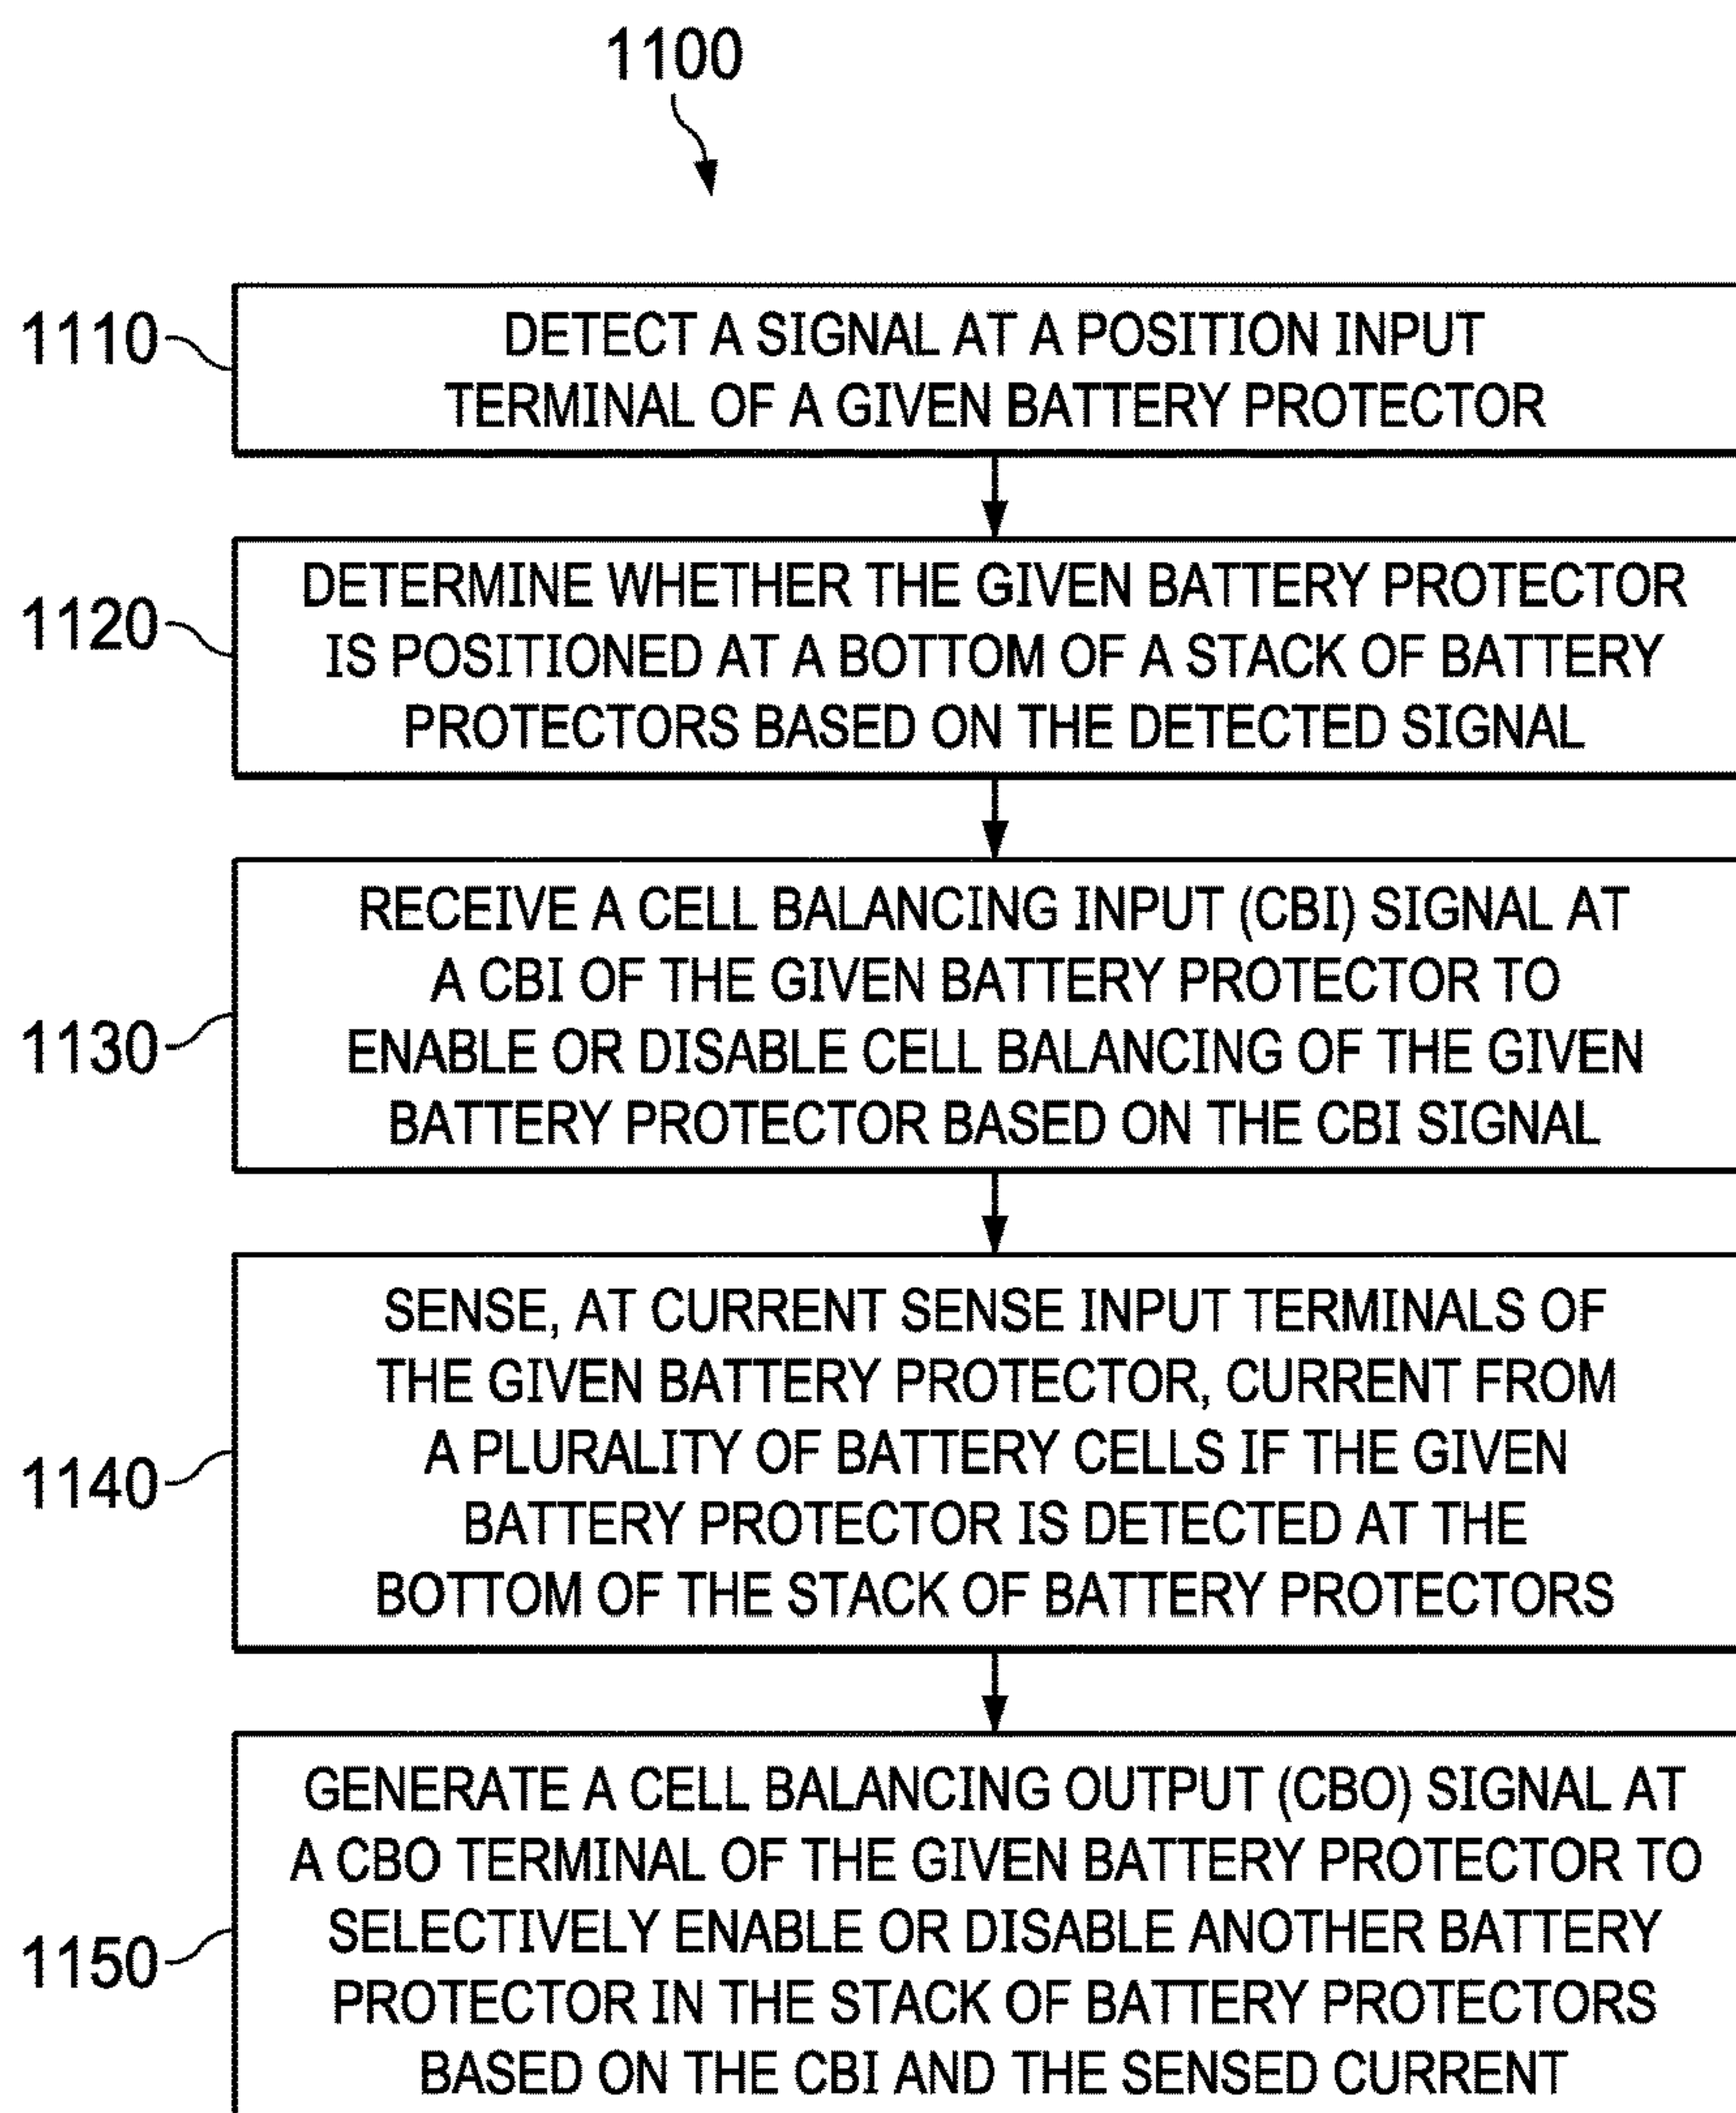 1100
1110
DETECT A SIGNAL AT A POSITION INPUT
TERMINAL OF A GIVEN BATTERY PROTECTOR
1120
DETERMINE WHETHER THE GIVEN BATTERY PROTECTOR
IS POSITIONED AT A BOTTOM OF A STACK OF BATTERY
PROTECTORS BASED ON THE DETECTED SIGNAL
1130
RECEIVE A CELL BALANCING INPUT (CBI) SIGNAL AT
A CBI OF THE GIVEN BATTERY PROTECTOR TO
ENABLE OR DISABLE CELL BALANCING OF THE GIVEN
BATTERY PROTECTOR BASED ON THE CBI SIGNAL
1140
SENSE, AT CURRENT SENSE INPUT TERMINALS OF
THE GIVEN BATTERY PROTECTOR, CURRENT FROM
A PLURALITY OF BATTERY CELLS IF THE GIVEN
BATTERY PROTECTOR IS DETECTED AT THE
BOTTOM OF THE STACK OF BATTERY PROTECTORS
1150
GENERATE A CELL BALANCING OUTPUT (CBO) SIGNAL AT
A CBO TERMINAL OF THE GIVEN BATTERY PROTECTOR TO
SELECTIVELY ENABLE OR DISABLE ANOTHER BATTERY
PROTECTOR IN THE STACK OF BATTERY PROTECTORS
BASED ON THE CBI AND THE SENSED CURRENT